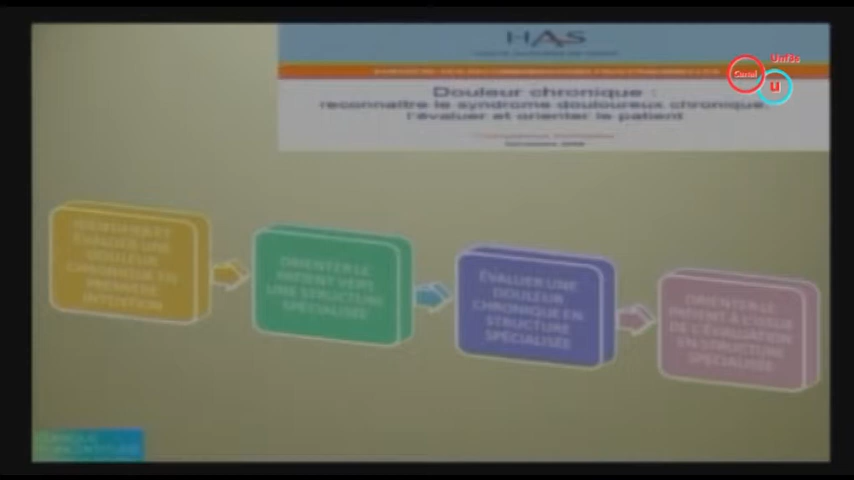 HAS
Unf3s
Canal
u
Douleur chronique :
reconnaître le syndrome douloureux chronique,
l'évaluer et orienter le patient
IDENTIFIER ET
ÉVALUER UNE
DOULEUR
CHRONIQUE EN
PREMIÈRE
INTENTION
ORIENTER LE
PATIENT VERS
UNE STRUCTURE
SPÉCIALISÉE
ÉVALUER UNE
DOULEUR
CHRONIQUE EN
STRUCTURE
SPÉCIALISÉE
ORIENTER LE
PATIENT À L'ISSUE
DE L'ÉVALUATION
EN STRUCTURE
SPÉCIALISÉE